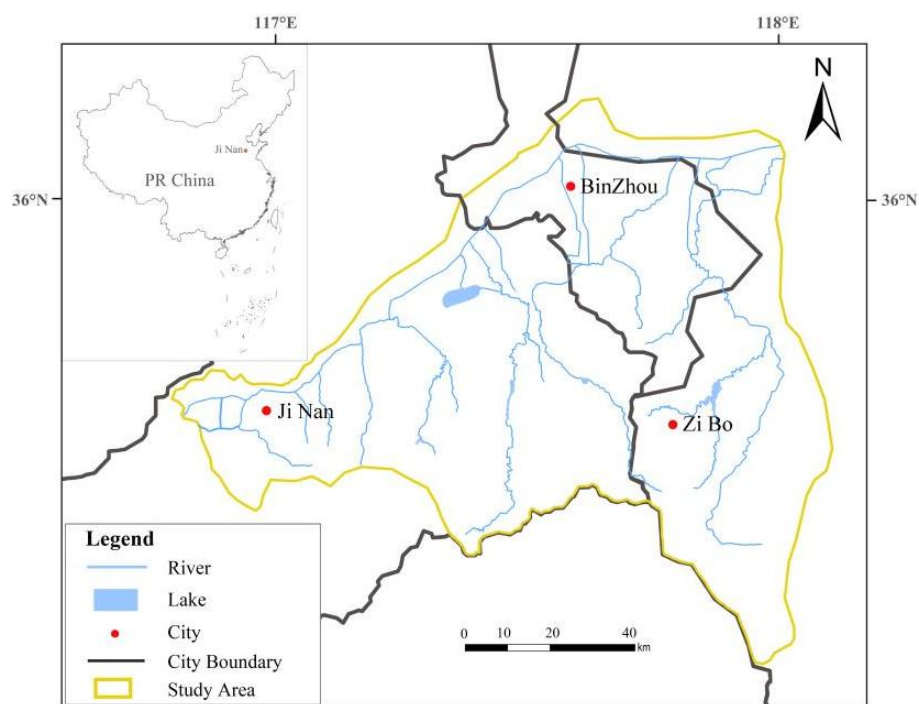 117°E
118°E
N
Ji Nan
PR China
36°N
36°N
BinZhou
Ji Nan
Zi Bo
Legend
River
Lake
City
City Boundary
Study Area
0 10 20 40
km